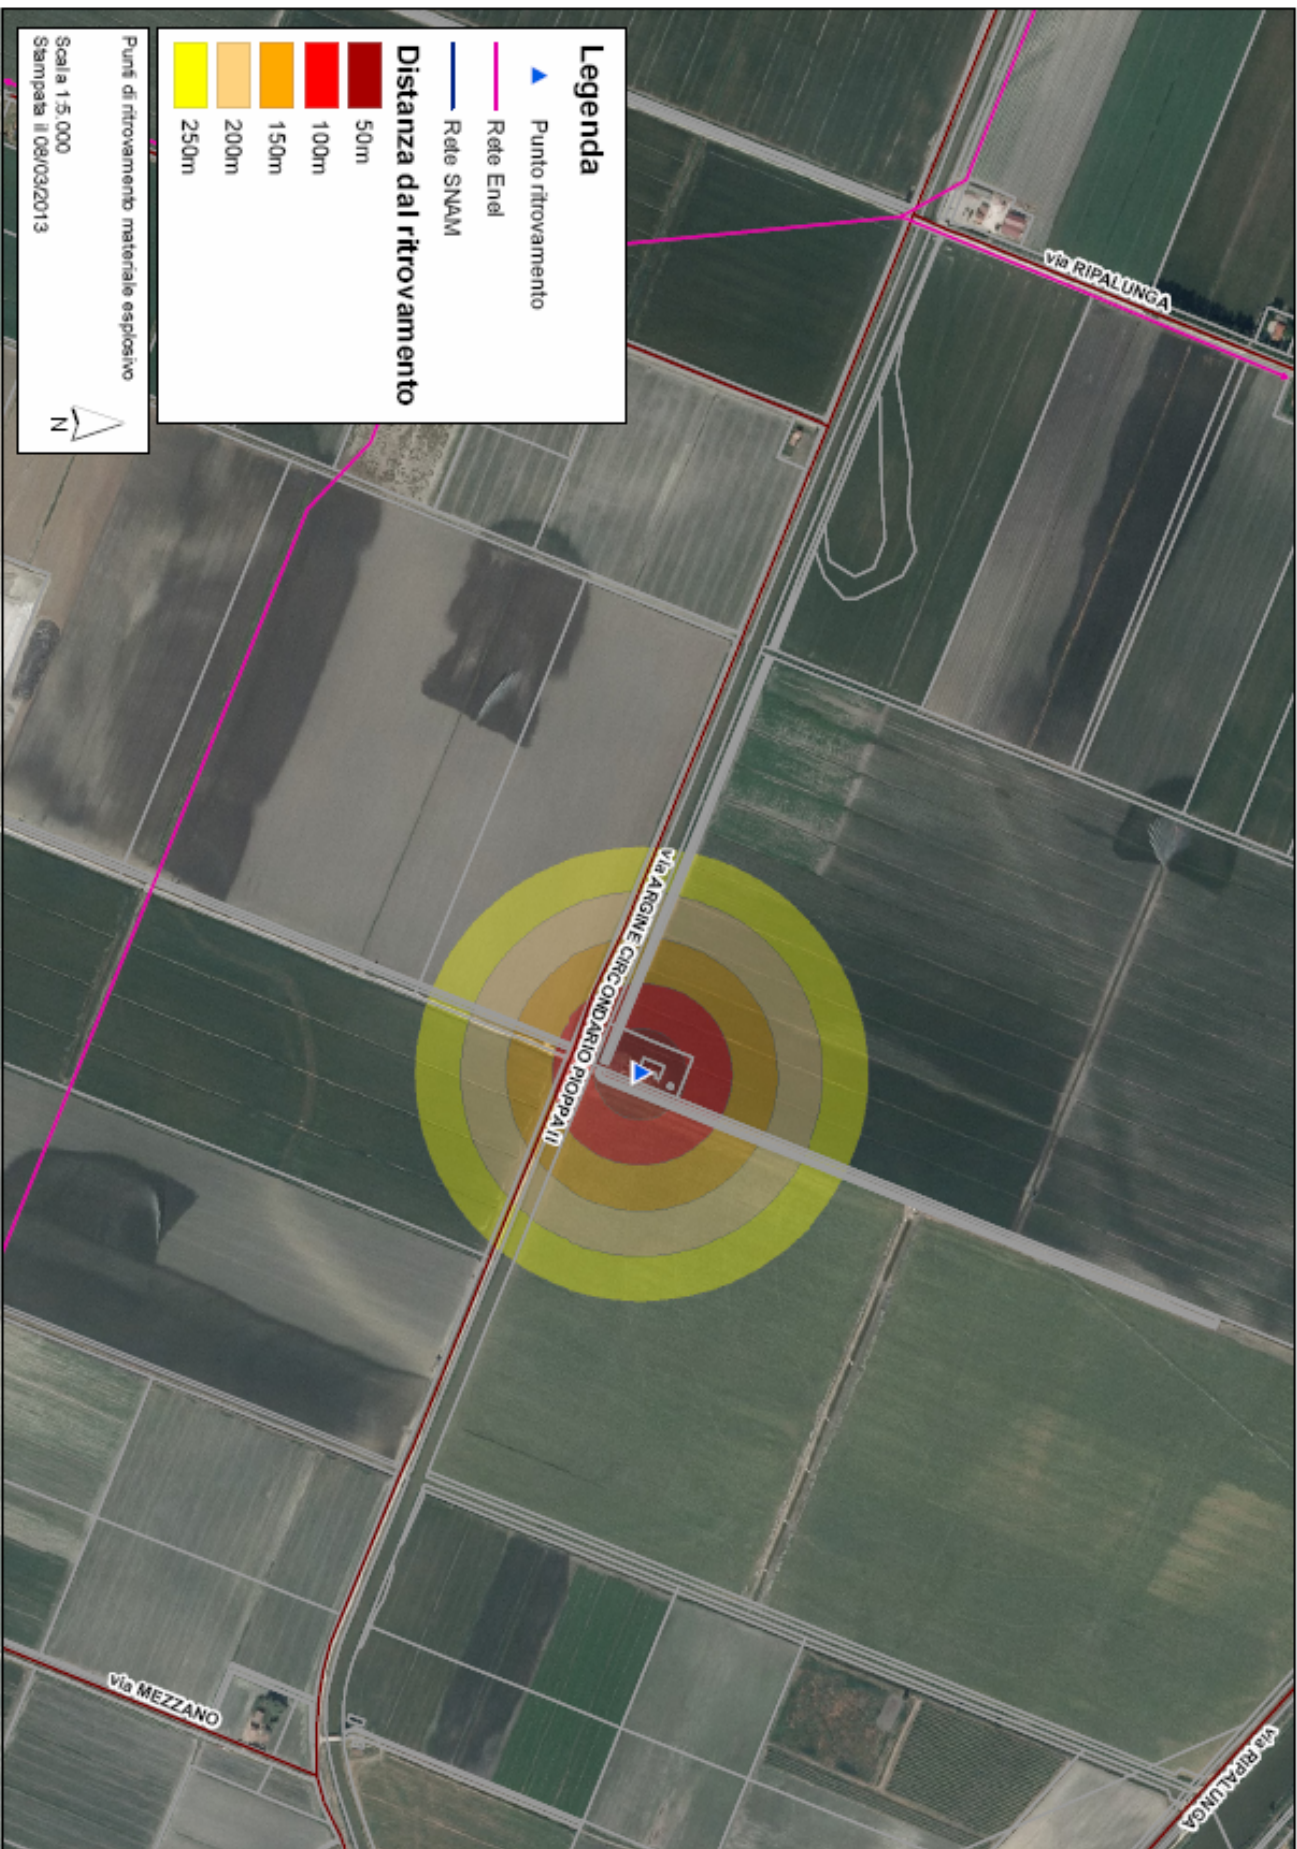 Legenda
Punto ritrovamento
Rete Enel
Rete SNAM
Distanza dal ritrovamento
50m
100m
150m
200m
250m
Punti di ritrovamento materiale esplosivo
Scala 1:5.000
Stampata il 08/03/2013
N
via RIPALUNGA
via ARGINE CIRCONDARIO PIOPPA II
via MEZZANO
via RIPALUNGA